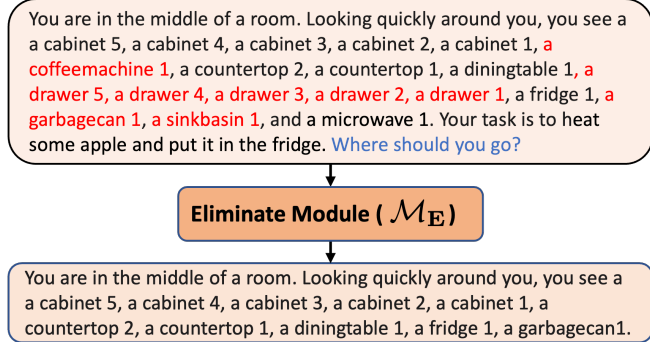 You are in the middle of a room. Looking quickly around you, you see a
a cabinet 5, a cabinet 4, a cabinet 3, a cabinet 2, a cabinet 1, a
coffeemachine 1, a countertop 2, a countertop 1, a diningtable 1, a
drawer 5, a drawer 4, a drawer 3, a drawer 2, a drawer 1, a fridge 1, a
garbagecan 1, a sinkbasin 1, and a microwave 1. Your task is to heat
some apple and put it in the fridge. Where should you go?
Eliminate Module ( ℳ_E )
You are in the middle of a room. Looking quickly around you, you see a
a cabinet 5, a cabinet 4, a cabinet 3, a cabinet 2, a cabinet 1, a
countertop 2, a countertop 1, a diningtable 1, a fridge 1, a garbagecan1.